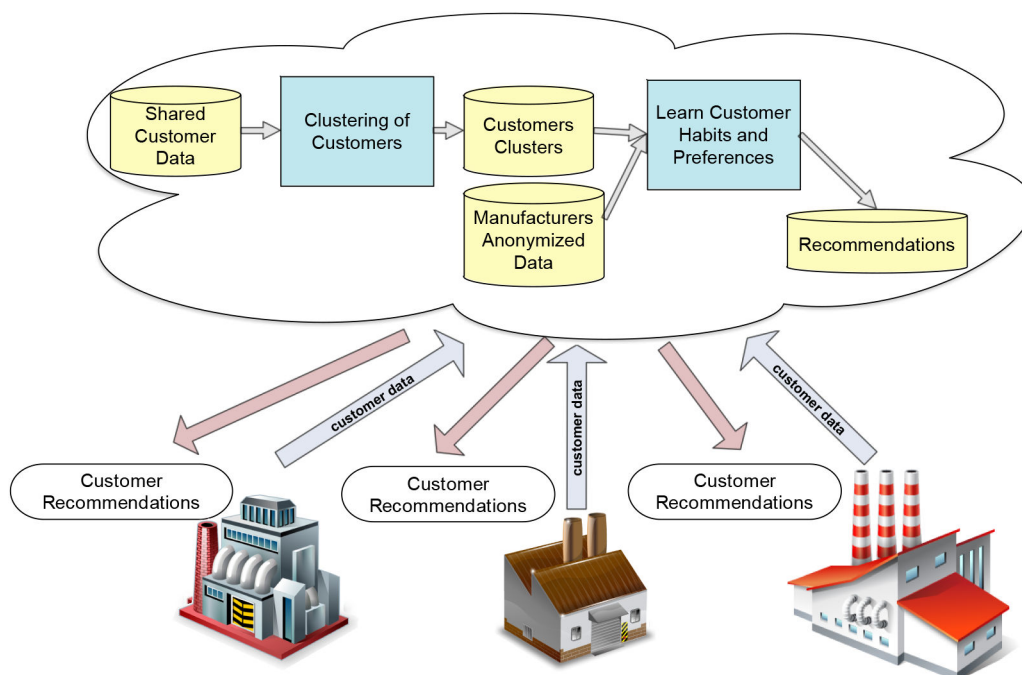 Shared
Customer
Data
Clustering of
Customers
Customers
Clusters
Learn Customer
Habits and
Preferences
Manufacturers
Anonymized
Data
Recommendations
customer data
customer data
customer data
Customer
Recommendations
Customer
Recommendations
Customer
Recommendations